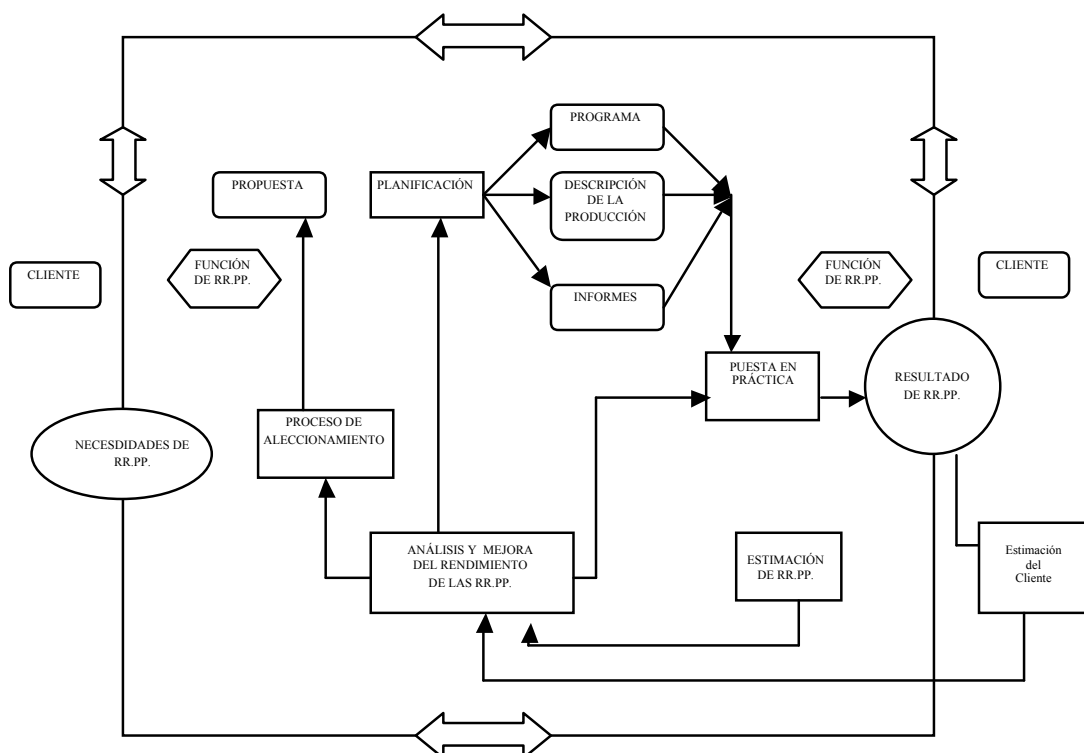 PROGRAMA
PROPUESTA
PLANIFICACIÓN
DESCRIPCIÓN
DE LA
PRODUCCIÓN
CLIENTE
FUNCIÓN
DE RR.PP.
INFORMES
FUNCIÓN
DE RR.PP.
CLIENTE
PUESTA EN
PRÁCTICA
RESULTADO
DE RR.PP.
PROCESO DE
ALECCIONAMIENTO
NECESDIDADES DE
RR.PP.
ANÁLISIS Y MEJORA
DEL RENDIMIENTO
DE LAS RR.PP.
ESTIMACIÓN
DE RR.PP.
Estimación
del
Cliente